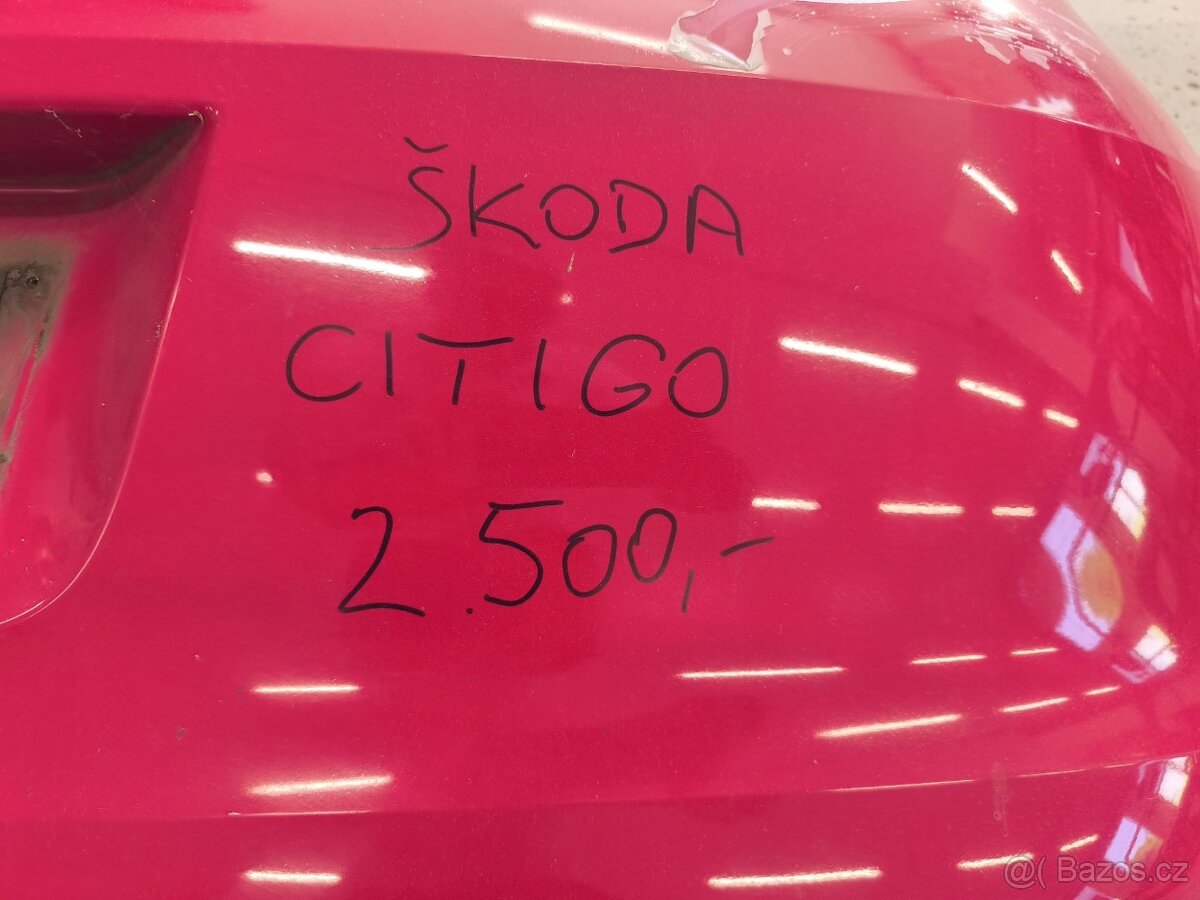 ŠKODA
CITIGO
2.500,-
@( Bazos.cz